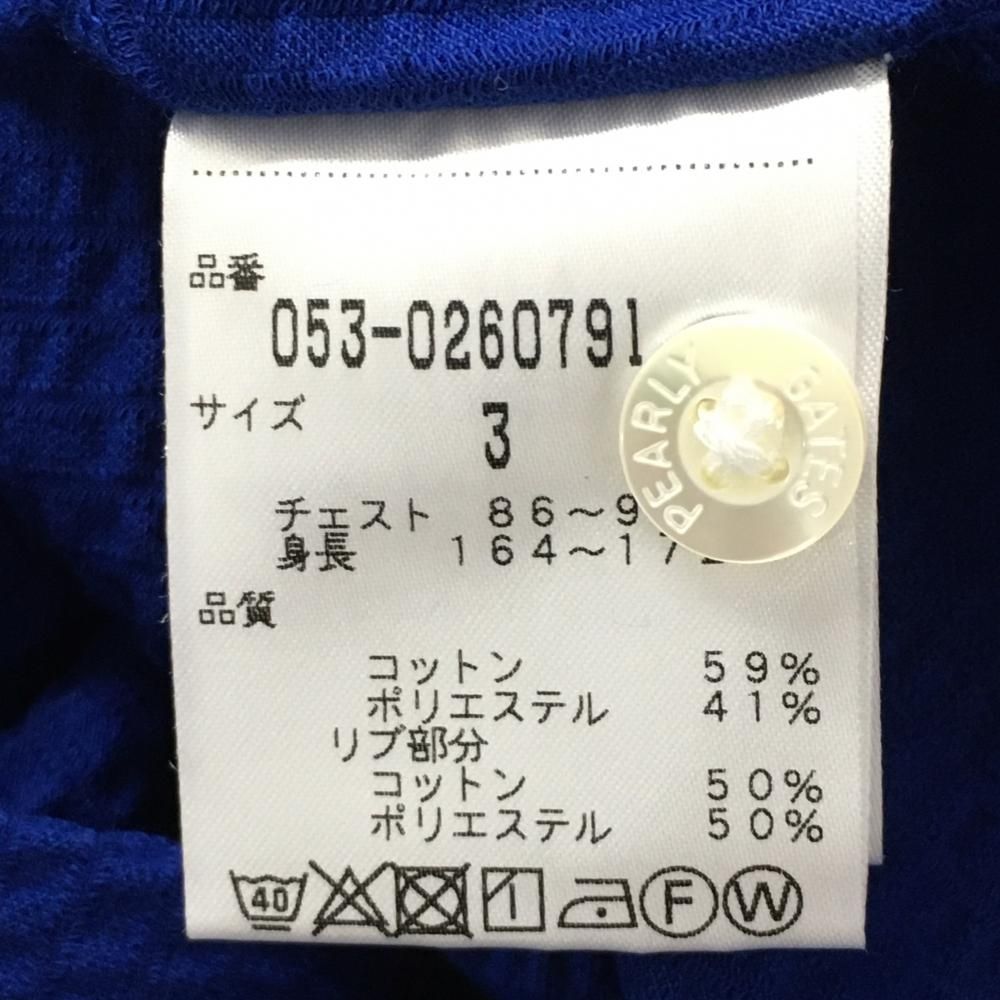 品番
053-0260791
サイズ
3
チェスト 86～9
身長 164～17
品質
コットン 59%
ポリエステル 41%
リブ部分
コットン 50%
ポリエステル 50%
40
F
W
PEARLY GATES